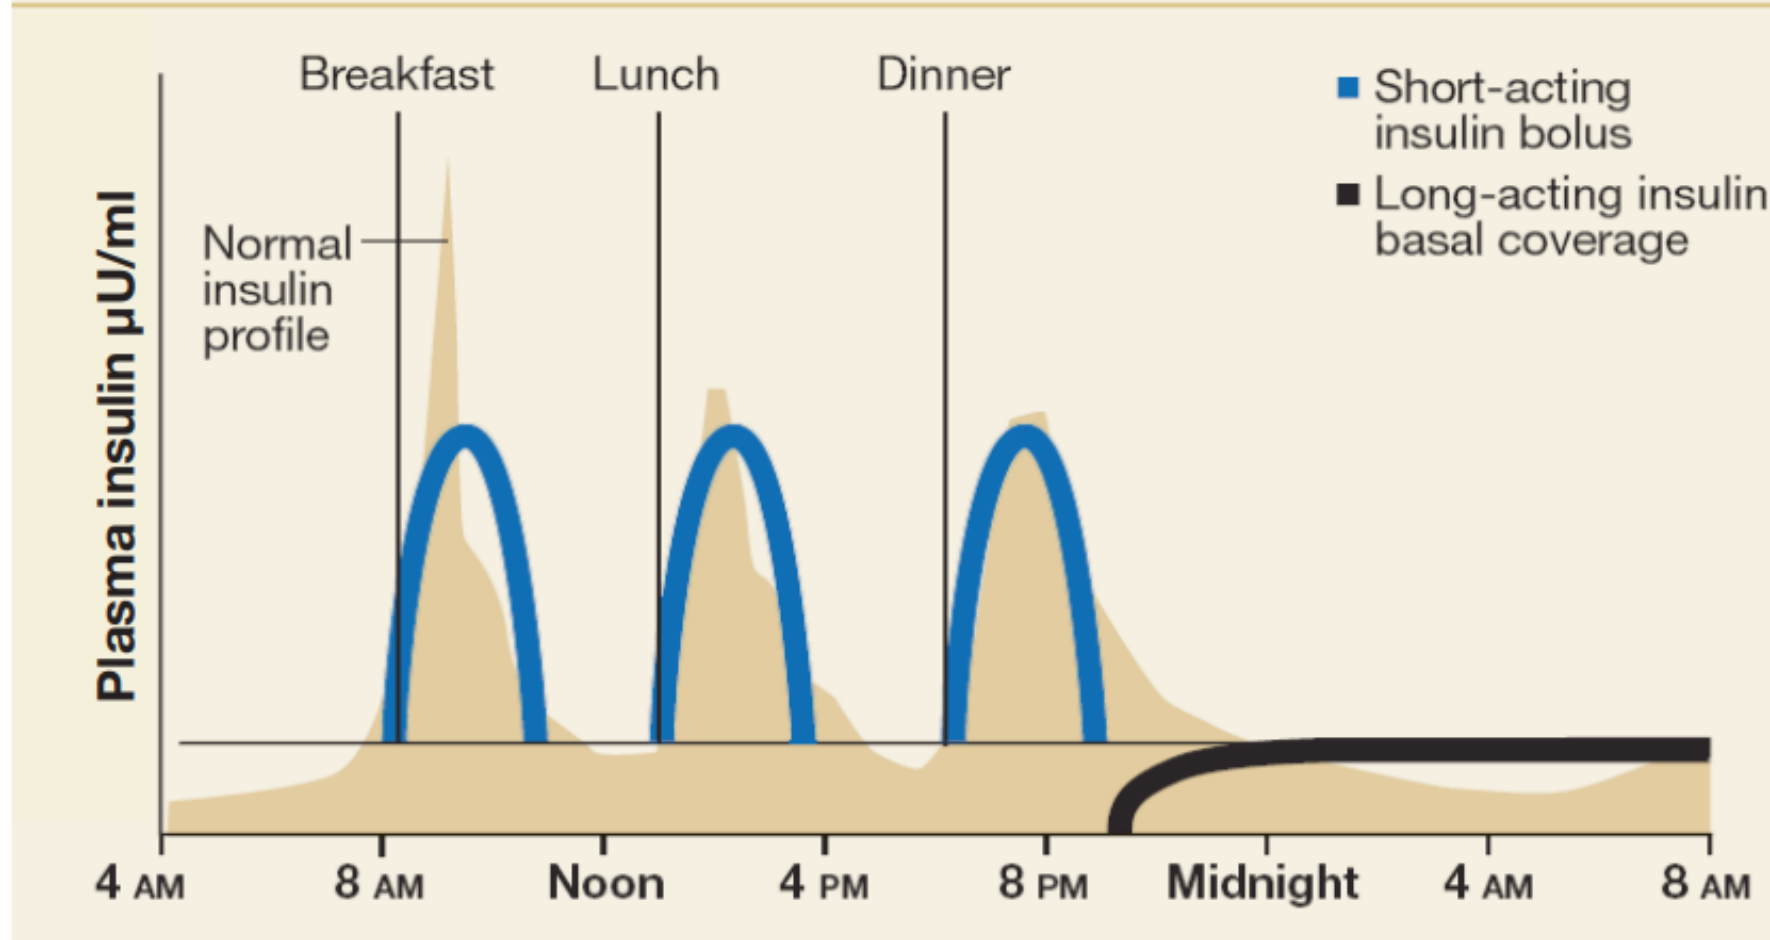 Breakfast
Lunch
Dinner
Short-acting
insulin bolus
Long-acting insulin
basal coverage
Normal
insulin
profile
Plasma insulin µU/ml
4 AM
8 AM
Noon
4 PM
8 PM
Midnight
4 AM
8 AM